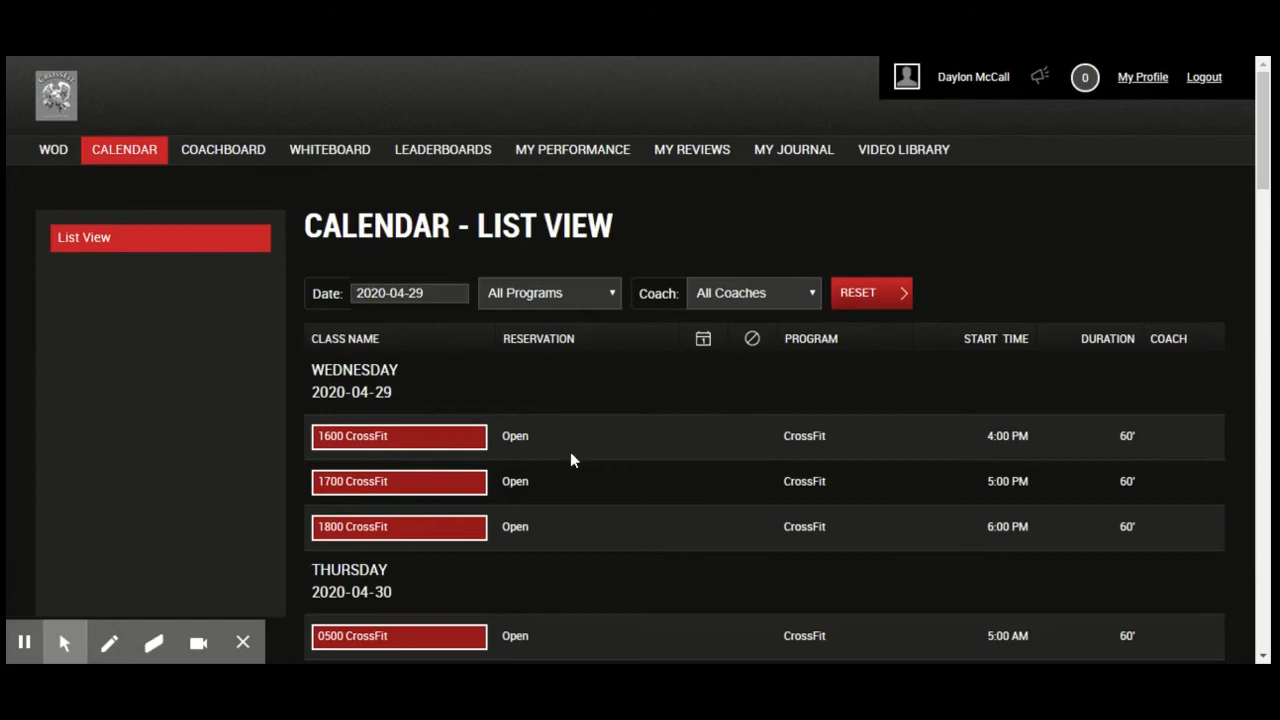 CROSSFIT
Daylon McCall 0 My Profile Logout
WOD CALENDAR COACHBOARD WHITEBOARD LEADERBOARDS MY PERFORMANCE MY REVIEWS MY JOURNAL VIDEO LIBRARY
List View
CALENDAR - LIST VIEW
Date: 2020-04-29 All Programs Coach: All Coaches RESET
CLASS NAME RESERVATION 1 PROGRAM START TIME DURATION COACH
WEDNESDAY
2020-04-29
1600 CrossFit Open CrossFit 4:00 PM 60'
1700 CrossFit Open CrossFit 5:00 PM 60'
1800 CrossFit Open CrossFit 6:00 PM 60'
THURSDAY
2020-04-30
0500 CrossFit Open CrossFit 5:00 AM 60'